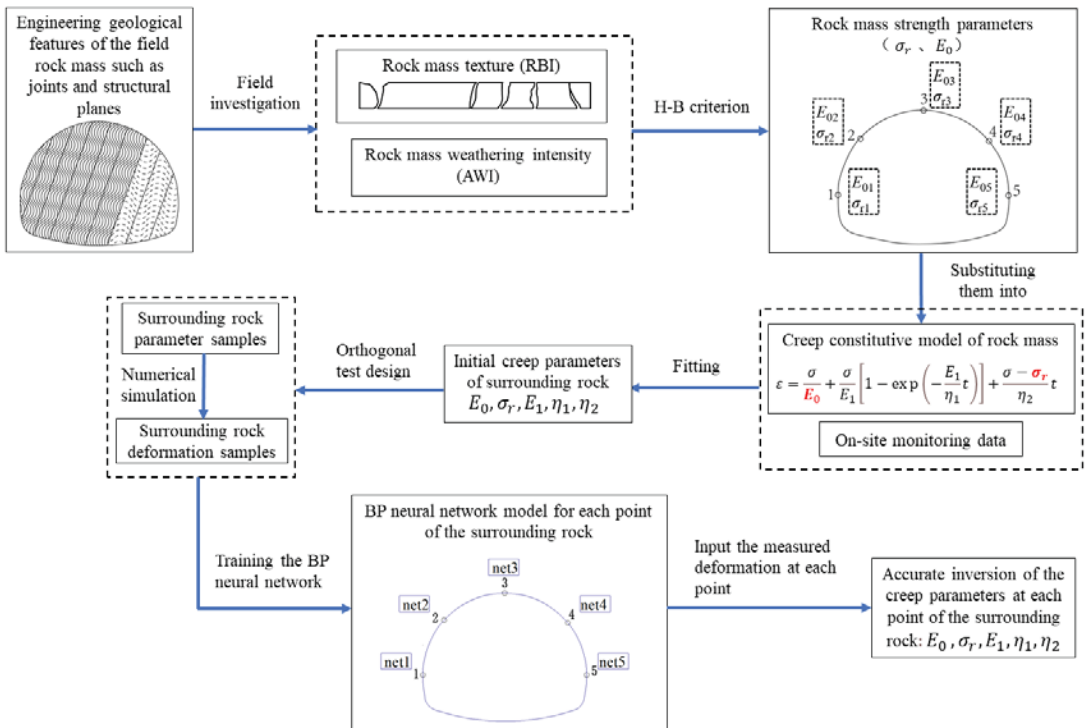 Engineering geological
features of the field
rock mass such as
joints and structural
planes
Field
investigation
Rock mass texture (RBI)
Rock mass weathering intensity
(AWI)
H-B criterion
Rock mass strength parameters
( σr 、 E0 )
E01
σr1
E02
σr2
E03
σr3
E04
σr4
E05
σr5
1
2
3
4
5
Substituting
them into
Creep constitutive model of rock mass
ε = σ/E0 + σ/E1 [1 − exp(−E1/η1 t)] + (σ − σr)/η2 t
On-site monitoring data
Fitting
Initial creep parameters
of surrounding rock
E0, σr, E1, η1, η2
Orthogonal
test design
Surrounding rock
parameter samples
Numerical
simulation
Surrounding rock
deformation samples
Training the BP
neural network
BP neural network model for each point
of the surrounding rock
net1
net2
net3
net4
net5
1
2
3
4
5
Input the measured
deformation at each
point
Accurate inversion of the
creep parameters at each
point of the surrounding
rock: E0, σr, E1, η1, η2